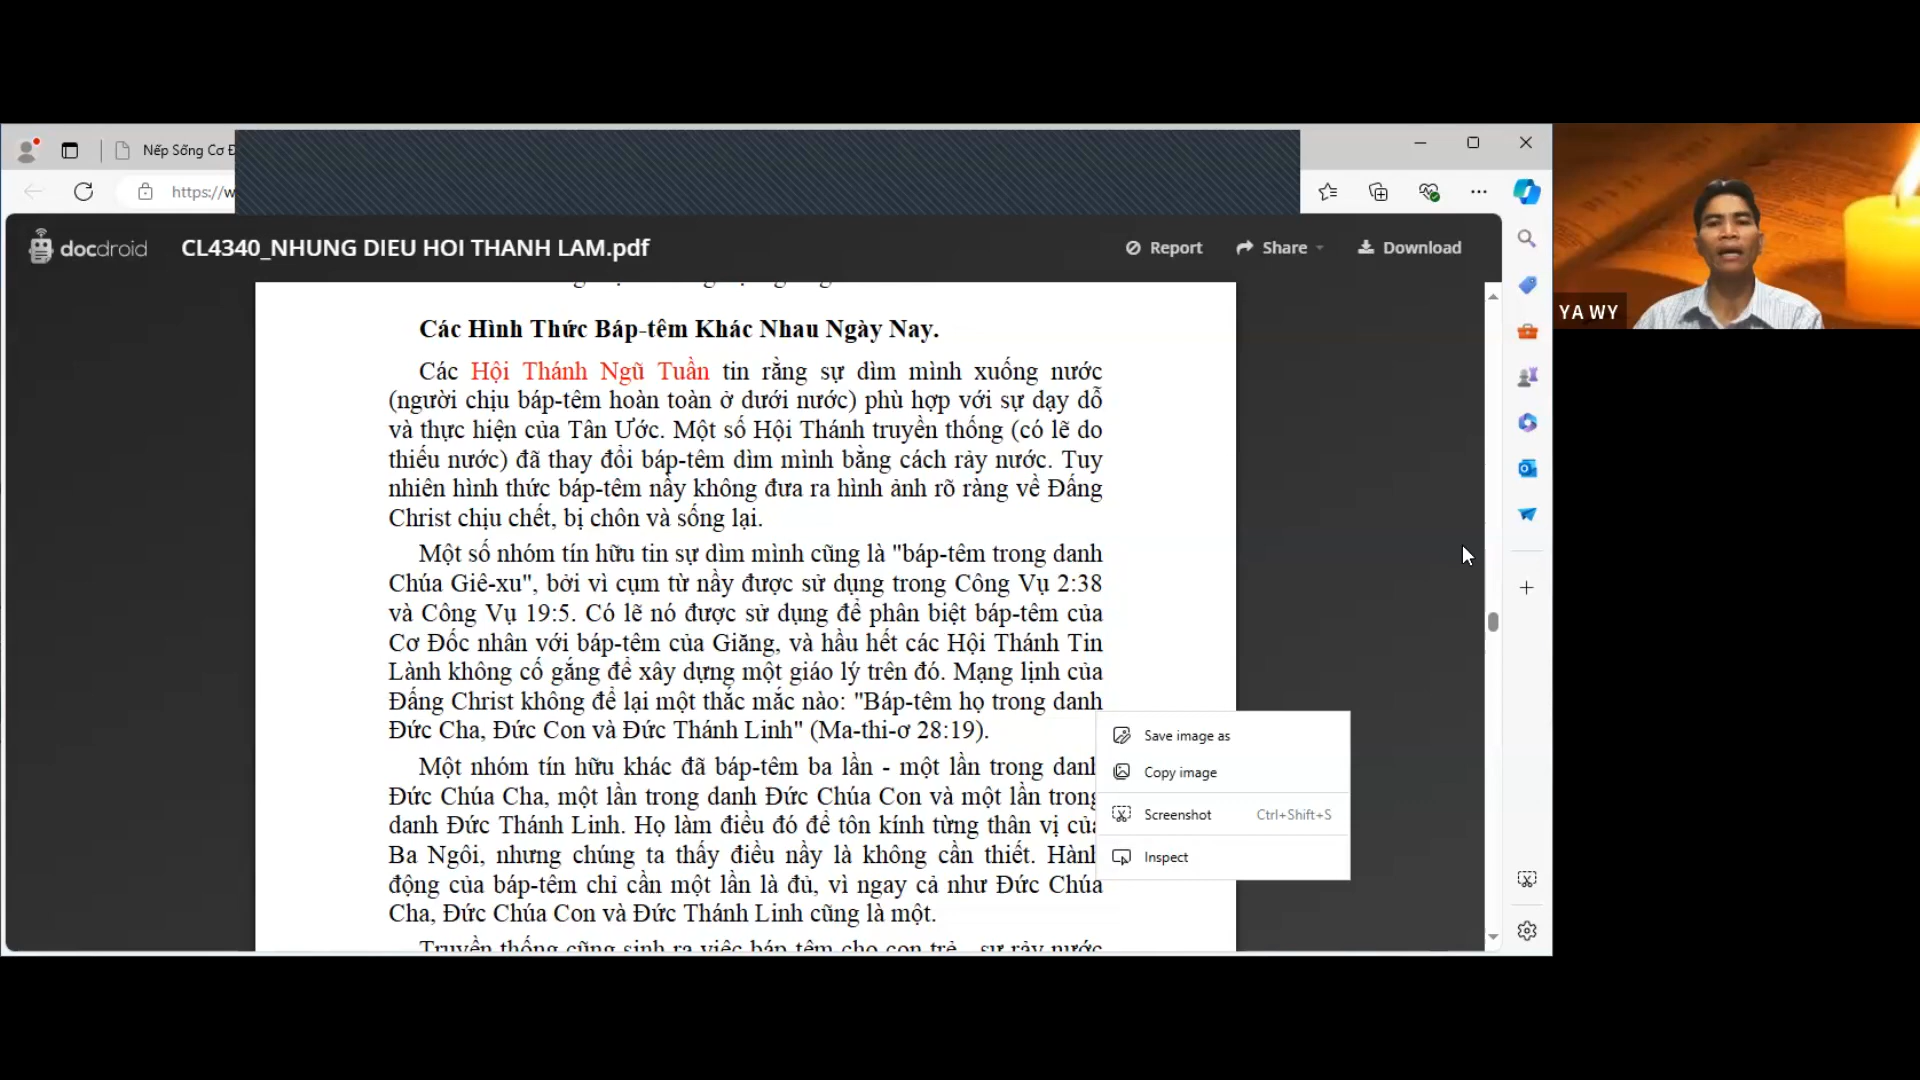 Nếp Sống Cơ Đ
https://w
docdroid
CL4340_NHUNG DIEU HOI THANH LAM.pdf
Report
Share
Download
YA WY
Các Hình Thức Báp-têm Khác Nhau Ngày Nay.
Các Hội Thánh Ngũ Tuần tin rằng sự dìm mình xuống nước
(người chịu báp-têm hoàn toàn ở dưới nước) phù hợp với sự dạy dỗ
và thực hiện của Tân Ước. Một số Hội Thánh truyền thống (có lẽ do
thiếu nước) đã thay đổi báp-têm dìm mình bằng cách rảy nước. Tuy
nhiên hình thức báp-têm nầy không đưa ra hình ảnh rõ ràng về Đấng
Christ chịu chết, bị chôn và sống lại.
Một số nhóm tín hữu tin sự dìm mình cũng là "báp-têm trong danh
Chúa Giê-xu", bởi vì cụm từ nầy được sử dụng trong Công Vụ 2:38
và Công Vụ 19:5. Có lẽ nó được sử dụng để phân biệt báp-têm của
Cơ Đốc nhân với báp-têm của Giăng, và hầu hết các Hội Thánh Tin
Lành không cố gắng để xây dựng một giáo lý trên đó. Mạng lịnh của
Đấng Christ không để lại một thắc mắc nào: "Báp-têm họ trong danh
Đức Cha, Đức Con và Đức Thánh Linh" (Ma-thi-ơ 28:19).
Một nhóm tín hữu khác đã báp-têm ba lần - một lần trong danh
Đức Chúa Cha, một lần trong danh Đức Chúa Con và một lần trong
danh Đức Thánh Linh. Họ làm điều đó để tôn kính từng thân vị của
Ba Ngôi, nhưng chúng ta thấy điều nầy là không cần thiết. Hành
động của báp-têm chỉ cần một lần là đủ, vì ngay cả như Đức Chúa
Cha, Đức Chúa Con và Đức Thánh Linh cũng là một.
Truyền thống cũng sinh ra việc báp-têm cho con trẻ - sự rảy nước
Save image as
Copy image
Screenshot Ctrl+Shift+S
Inspect